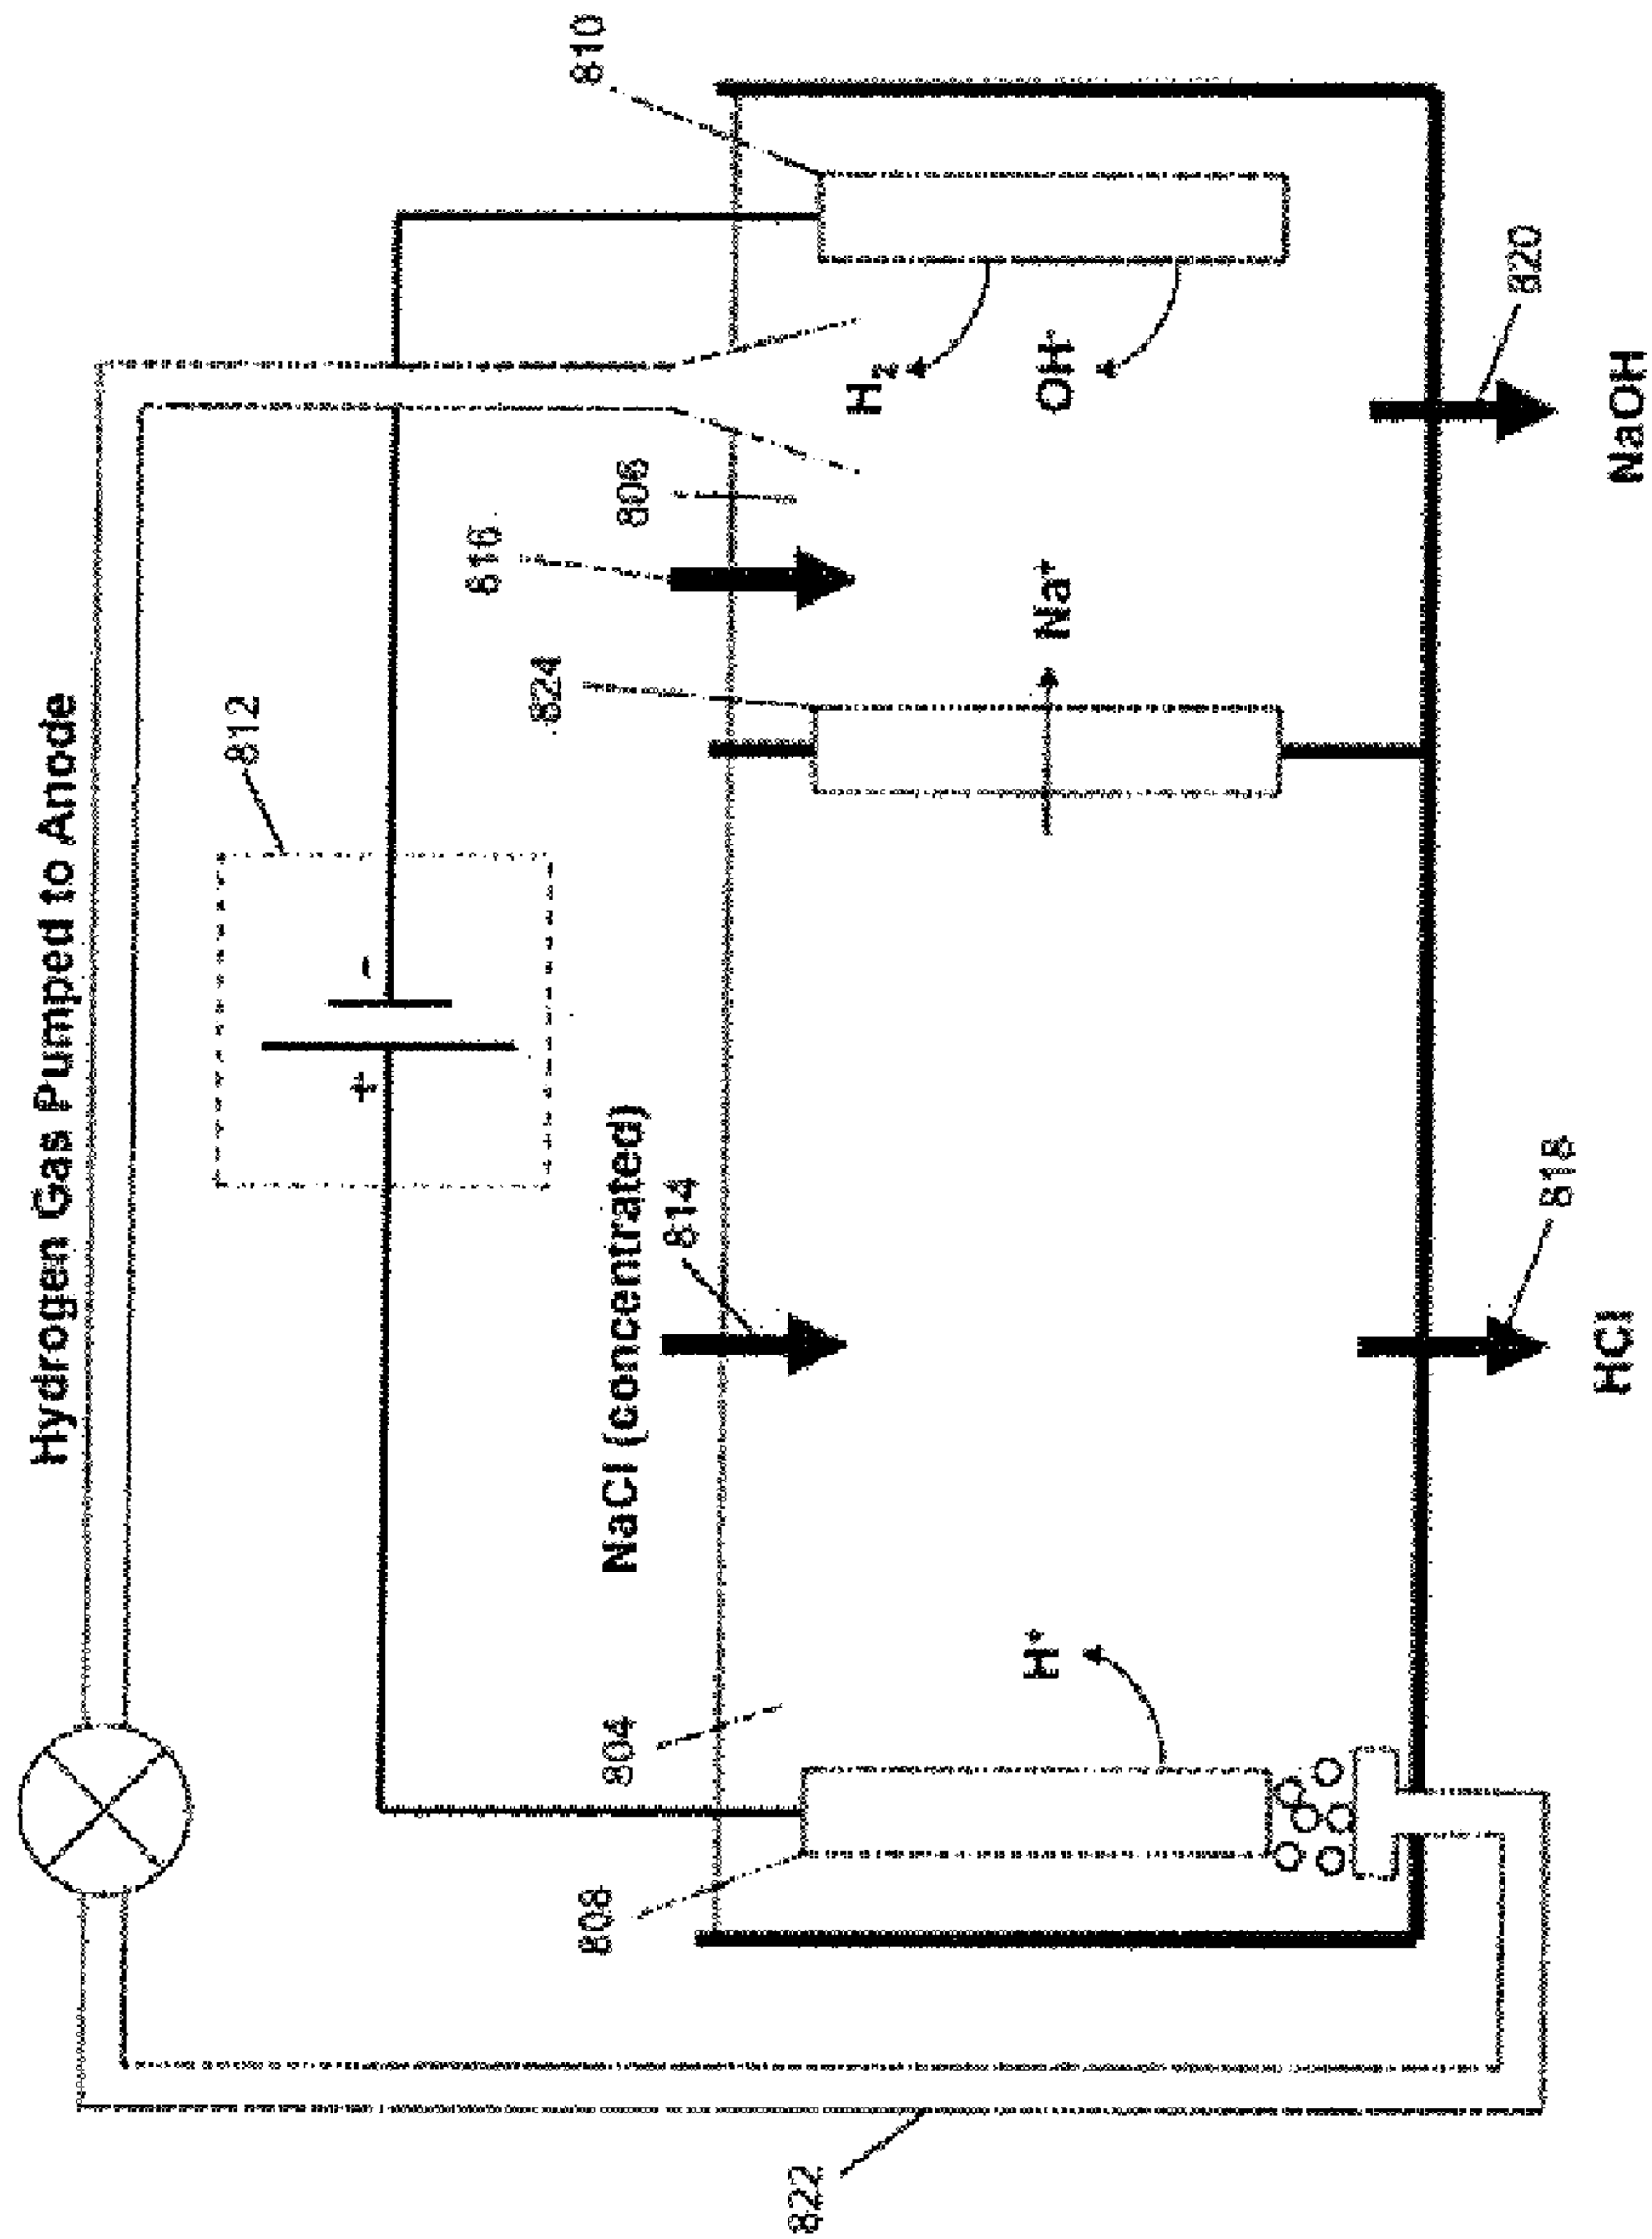 Hydrogen Gas Pumped to Anode
812
+ -
816
824
808
810
804
NaCl (concentrated)
806
814
822
H₂
H⁺
Na⁺
OH⁻
820
818
HCl
NaOH